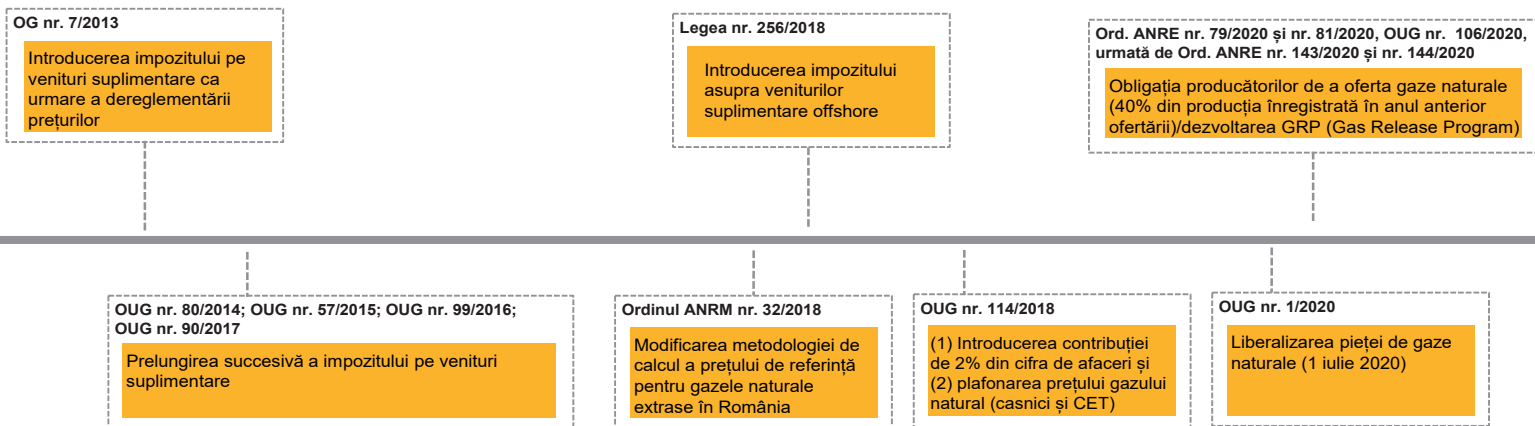 OG nr. 7/2013
Introducerea impozitului pe
venituri suplimentare ca
urmare a dereglementării
prețurilor
Legea nr. 256/2018
Introducerea impozitului
asupra veniturilor
suplimentare offshore
Ord. ANRE nr. 79/2020 și nr. 81/2020, OUG nr. 106/2020,
urmată de Ord. ANRE nr. 143/2020 și nr. 144/2020
Obligația producătorilor de a oferta gaze naturale
(40% din producția înregistrată în anul anterior
ofertării)/dezvoltarea GRP (Gas Release Program)
OUG nr. 80/2014; OUG nr. 57/2015; OUG nr. 99/2016;
OUG nr. 90/2017
Prelungirea succesivă a impozitului pe venituri
suplimentare
Ordinul ANRM nr. 32/2018
Modificarea metodologiei de
calcul a prețului de referință
pentru gazele naturale
extrase în România
OUG nr. 114/2018
(1) Introducerea contribuției
de 2% din cifra de afaceri și
(2) plafonarea prețului gazului
natural (casnici și CET)
OUG nr. 1/2020
Liberalizarea pieței de gaze
naturale (1 iulie 2020)